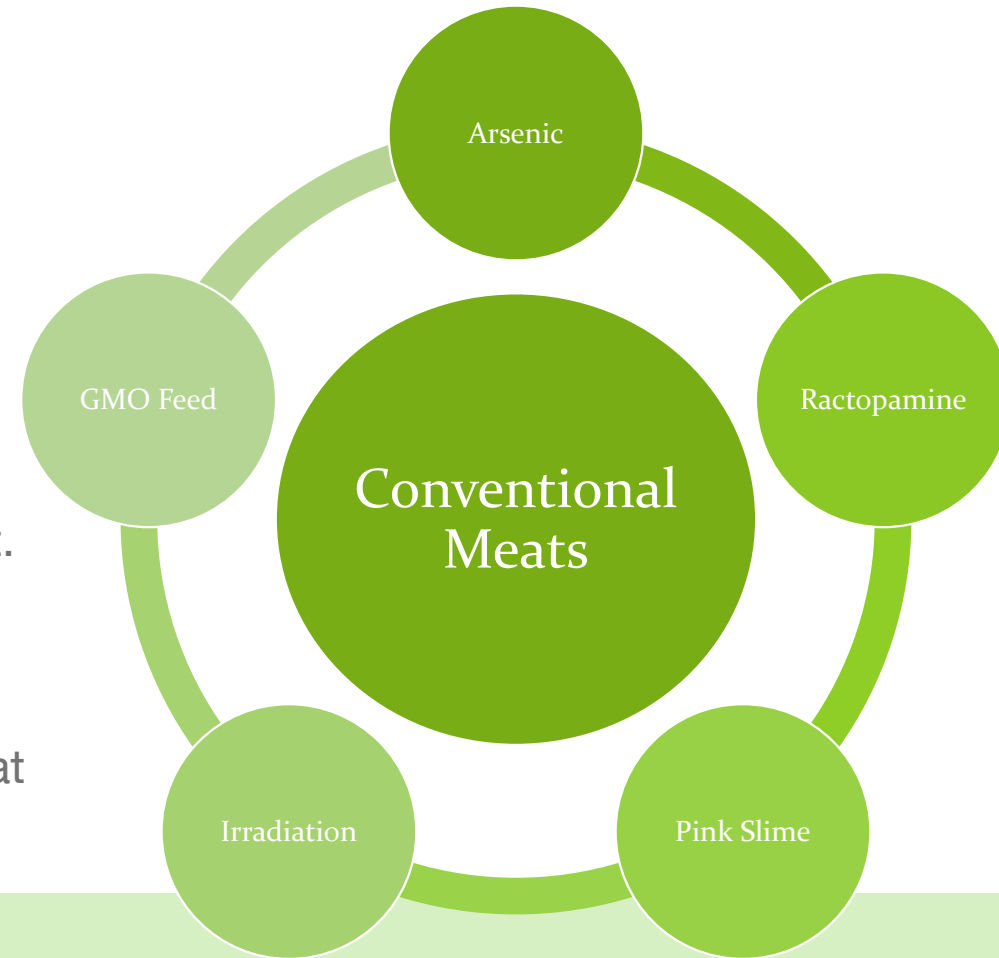 Arsenic
Ractopamine
GMO Feed
Conventional
Meats
Irradiation
Pink Slime